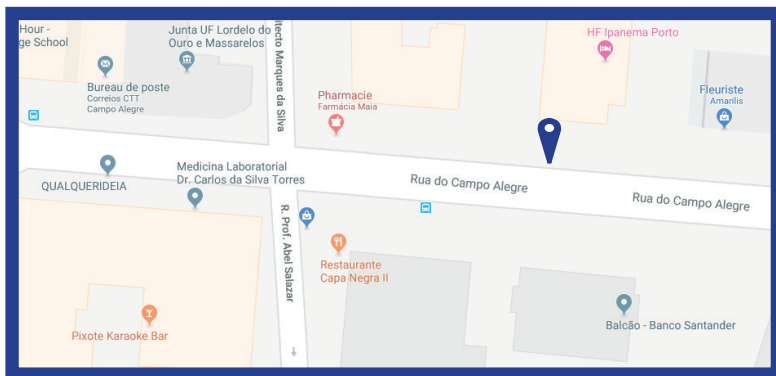 Hour -
ge School
Junta UF Lordelo do
Ouro e Massarelos
itecto Marques da Silva
HF Ipanema Porto
Bureau de poste
Correios CTT
Campo Alegre
Pharmacie
Farmácia Maia
Fleuriste
Amarilis
QUALQUERIDEIA
Medicina Laboratorial
Dr. Carlos da Silva Torres
Rua do Campo Alegre
Rua do Campo Alegre
R. Prof. Abel Salazar
Restaurante
Capa Negra II
Pixote Karaoke Bar
Balcão - Banco Santander